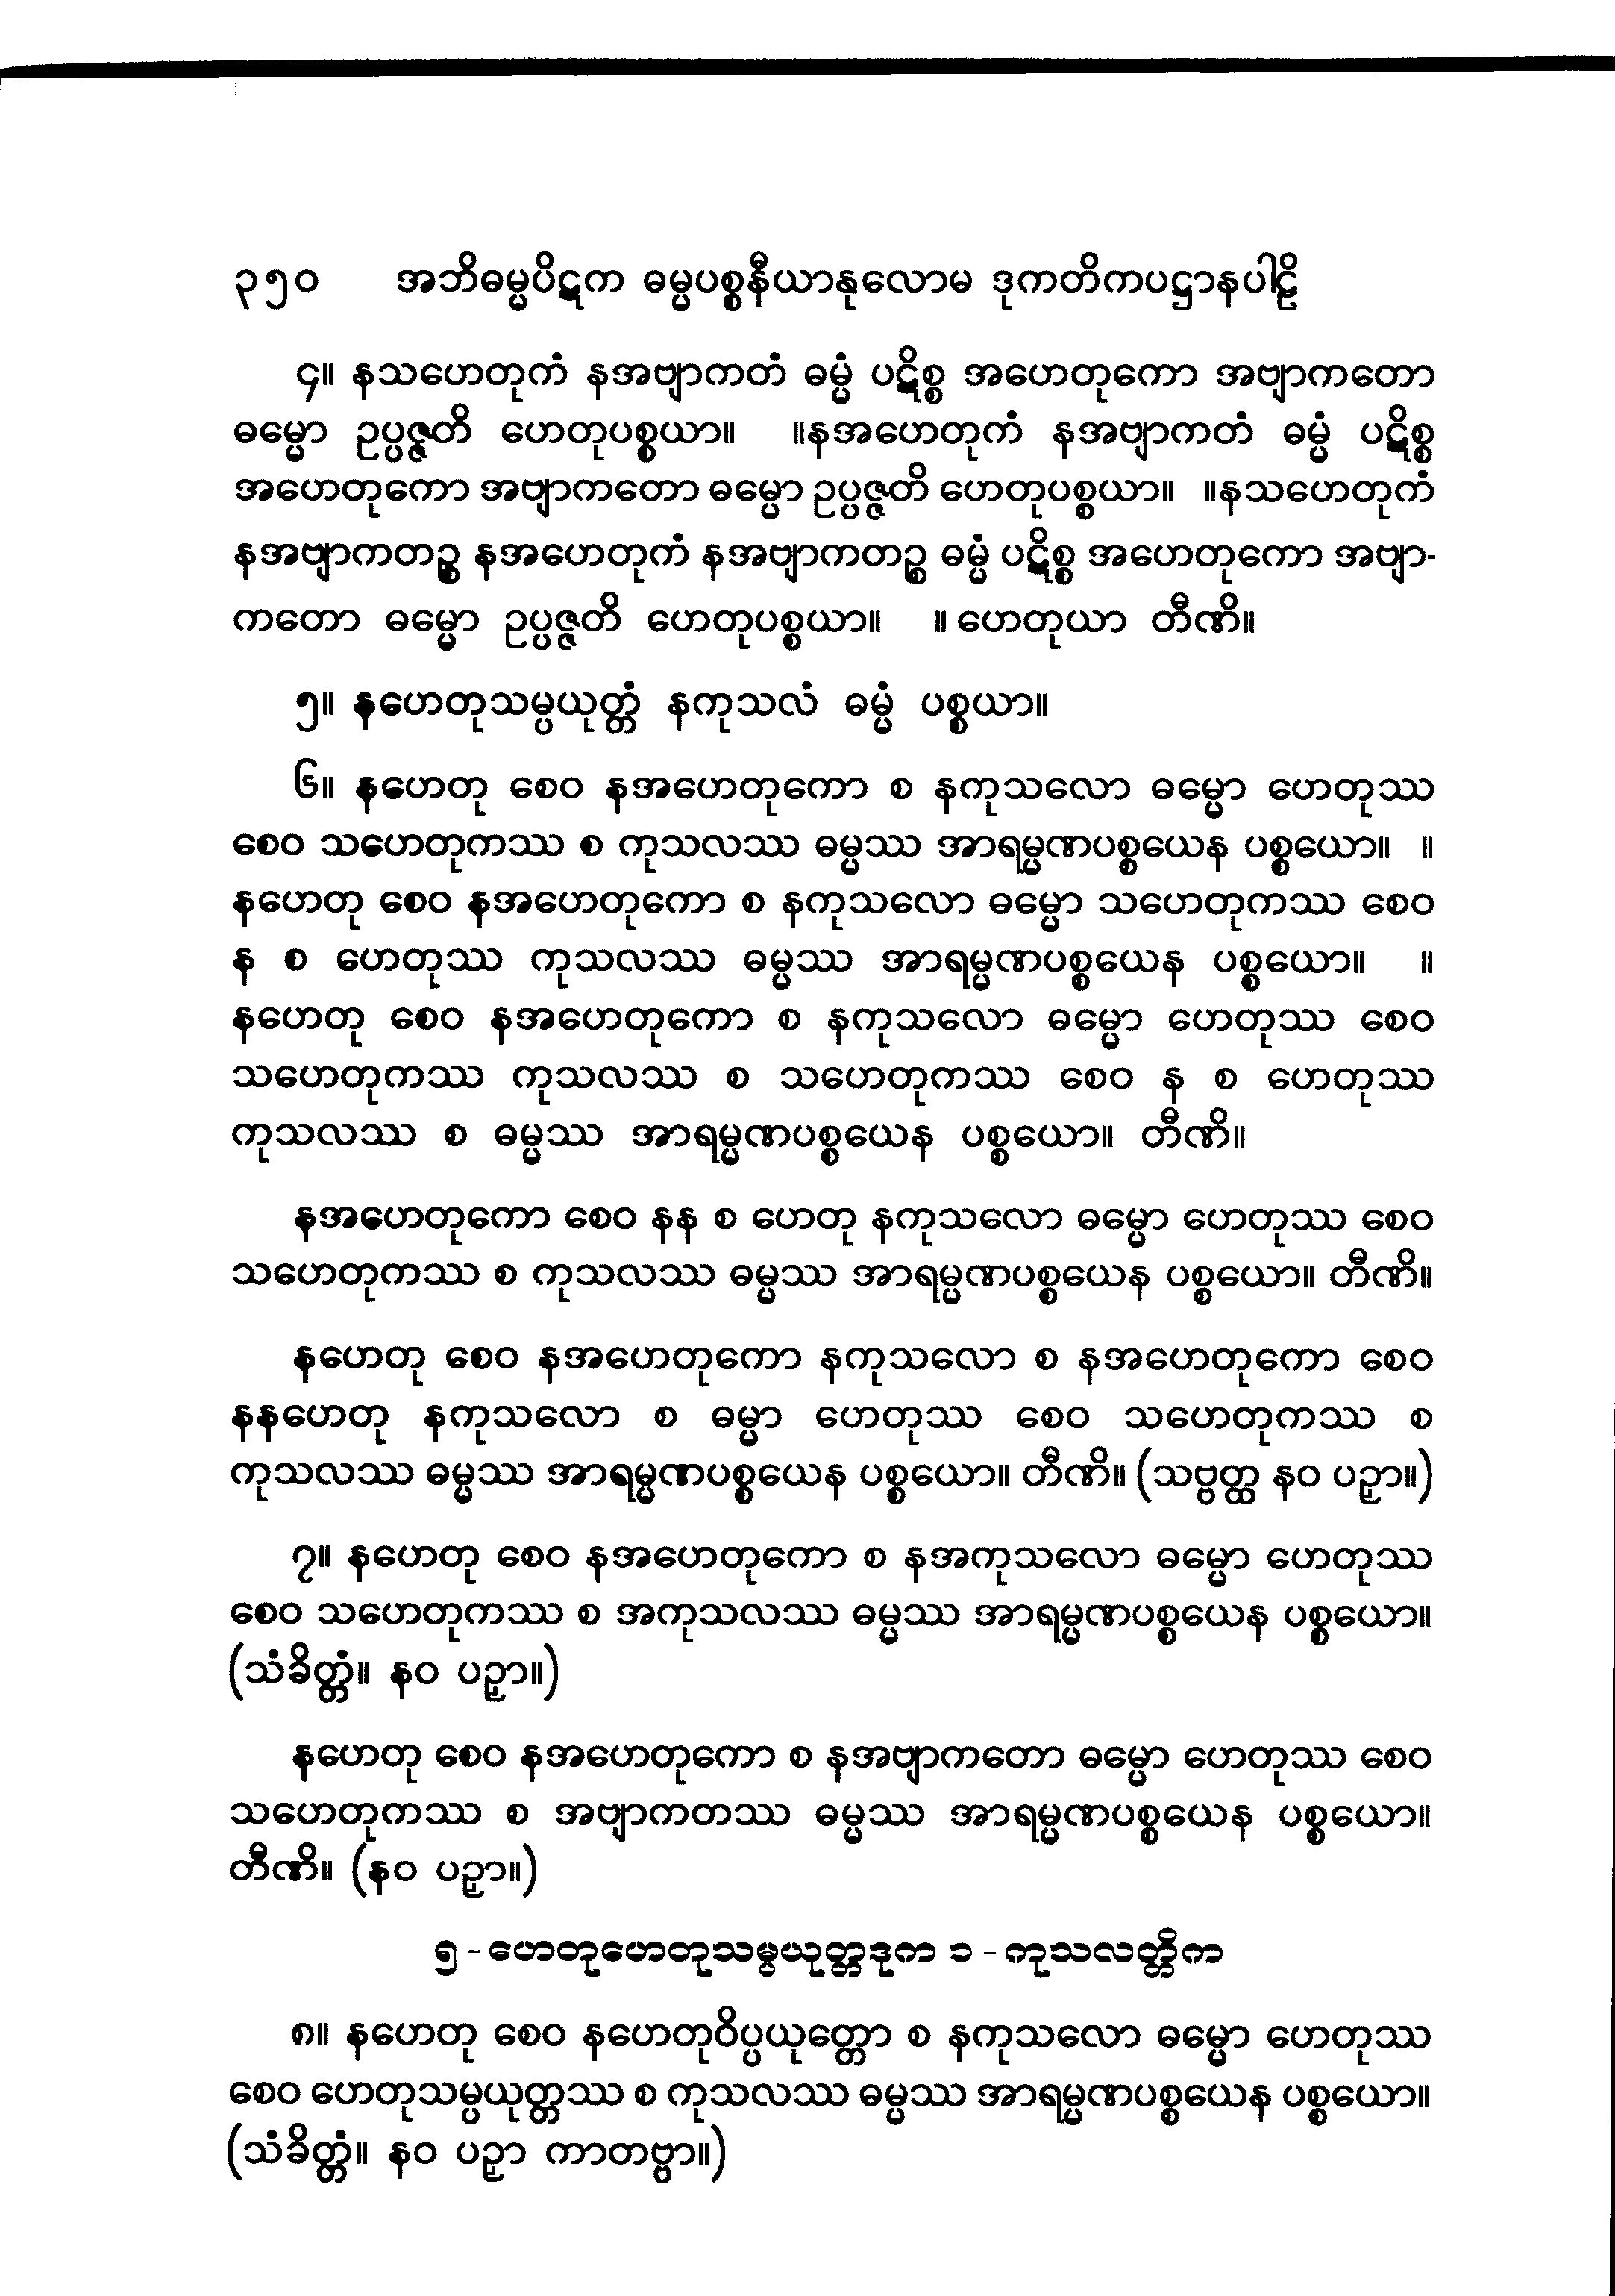 ၃၅၀ အဘိဓမ္မပိဋက ဓမ္မပစ္စနီယာနုလောမ ဒုကတိကပဋ္ဌာနပါဠိ
၄။ နသဟေတုကံ နအဗျာကတံ ဓမ္မံ ပဋိစ္စ အဟေတုကော အဗျာကတော
ဓမ္မော ဥပ္ပဇ္ဇတိ ဟေတုပစ္စယာ။ ။နအဟေတုကံ နအဗျာကတံ ဓမ္မံ ပဋိစ္စ
အဟေတုကော အဗျာကတော ဓမ္မော ဥပ္ပဇ္ဇတိ ဟေတုပစ္စယာ။ ။နသဟေတုကံ
နအဗျာကတဉ္စ နအဟေတုကံ နအဗျာကတဉ္စ ဓမ္မံ ပဋိစ္စ အဟေတုကော အဗျာ-
ကတော ဓမ္မော ဥပ္ပဇ္ဇတိ ဟေတုပစ္စယာ။ ။ ဟေတုယာ တီဏိ။
၅။ နဟေတုသမ္ပယုတ္တံ နကုသလံ ဓမ္မံ ပစ္စယာ။
၆။ နဟေတု စေဝ နအဟေတုကော စ နကုသလော ဓမ္မော ဟေတုဿ
စေဝ သဟေတုကဿ စ ကုသလဿ ဓမ္မဿ အာရမ္မဏပစ္စယေန ပစ္စယော။ ။
နဟေတု စေဝ နအဟေတုကော စ နကုသလော ဓမ္မော သဟေတုကဿ စေဝ
န စ ဟေတုဿ ကုသလဿ ဓမ္မဿ အာရမ္မဏပစ္စယေန ပစ္စယော။ ။
နဟေတု စေဝ နအဟေတုကော စ နကုသလော ဓမ္မော ဟေတုဿ စေဝ
သဟေတုကဿ ကုသလဿ စ သဟေတုကဿ စေဝ န စ ဟေတုဿ
ကုသလဿ စ ဓမ္မဿ အာရမ္မဏပစ္စယေန ပစ္စယော။ တီဏိ။
နအဟေတုကော စေဝ နန စ ဟေတု နကုသလော ဓမ္မော ဟေတုဿ စေဝ
သဟေတုကဿ စ ကုသလဿ ဓမ္မဿ အာရမ္မဏပစ္စယေန ပစ္စယော။ တီဏိ။
နဟေတု စေဝ နအဟေတုကော နကုသလော စ နအဟေတုကော စေဝ
နနဟေတု နကုသလော စ ဓမ္မာ ဟေတုဿ စေဝ သဟေတုကဿ စ
ကုသလဿ ဓမ္မဿ အာရမ္မဏပစ္စယေန ပစ္စယော။ တီဏိ။ (သဗ္ဗတ္ထ နဝ ပဉှာ။)
၇။ နဟေတု စေဝ နအဟေတုကော စ နအကုသလော ဓမ္မော ဟေတုဿ
စေဝ သဟေတုကဿ စ အကုသလဿ ဓမ္မဿ အာရမ္မဏပစ္စယေန ပစ္စယော။
(သံခိတ္တံ။ နဝ ပဉှာ။)
နဟေတု စေဝ နအဟေတုကော စ နအဗျာကတော ဓမ္မော ဟေတုဿ စေဝ
သဟေတုကဿ စ အဗျာကတဿ ဓမ္မဿ အာရမ္မဏပစ္စယေန ပစ္စယော။
တီဏိ။ (နဝ ပဉှာ။)
၅ - ဟေတုဟေတုသမ္ပယုတ္တဒုက ၁ - ကုသလတ္တိက
၈။ နဟေတု စေဝ နဟေတုဝိပ္ပယုတ္တော စ နကုသလော ဓမ္မော ဟေတုဿ
စေဝ ဟေတုသမ္ပယုတ္တဿ စ ကုသလဿ ဓမ္မဿ အာရမ္မဏပစ္စယေန ပစ္စယော။
(သံခိတ္တံ။ နဝ ပဉှာ ကာတဗ္ဗာ။)